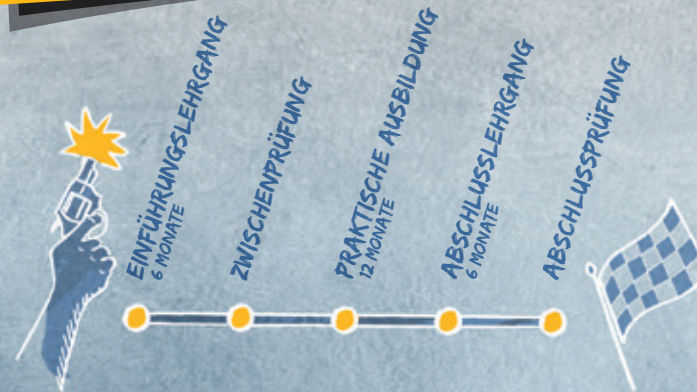 EINFÜHRUNGSLEHRGANG
6 MONATE
ZWISCHENPRÜFUNG
PRAKTISCHE AUSBILDUNG
12 MONATE
ABSCHLUSSLEHRGANG
6 MONATE
ABSCHLUSSPRÜFUNG